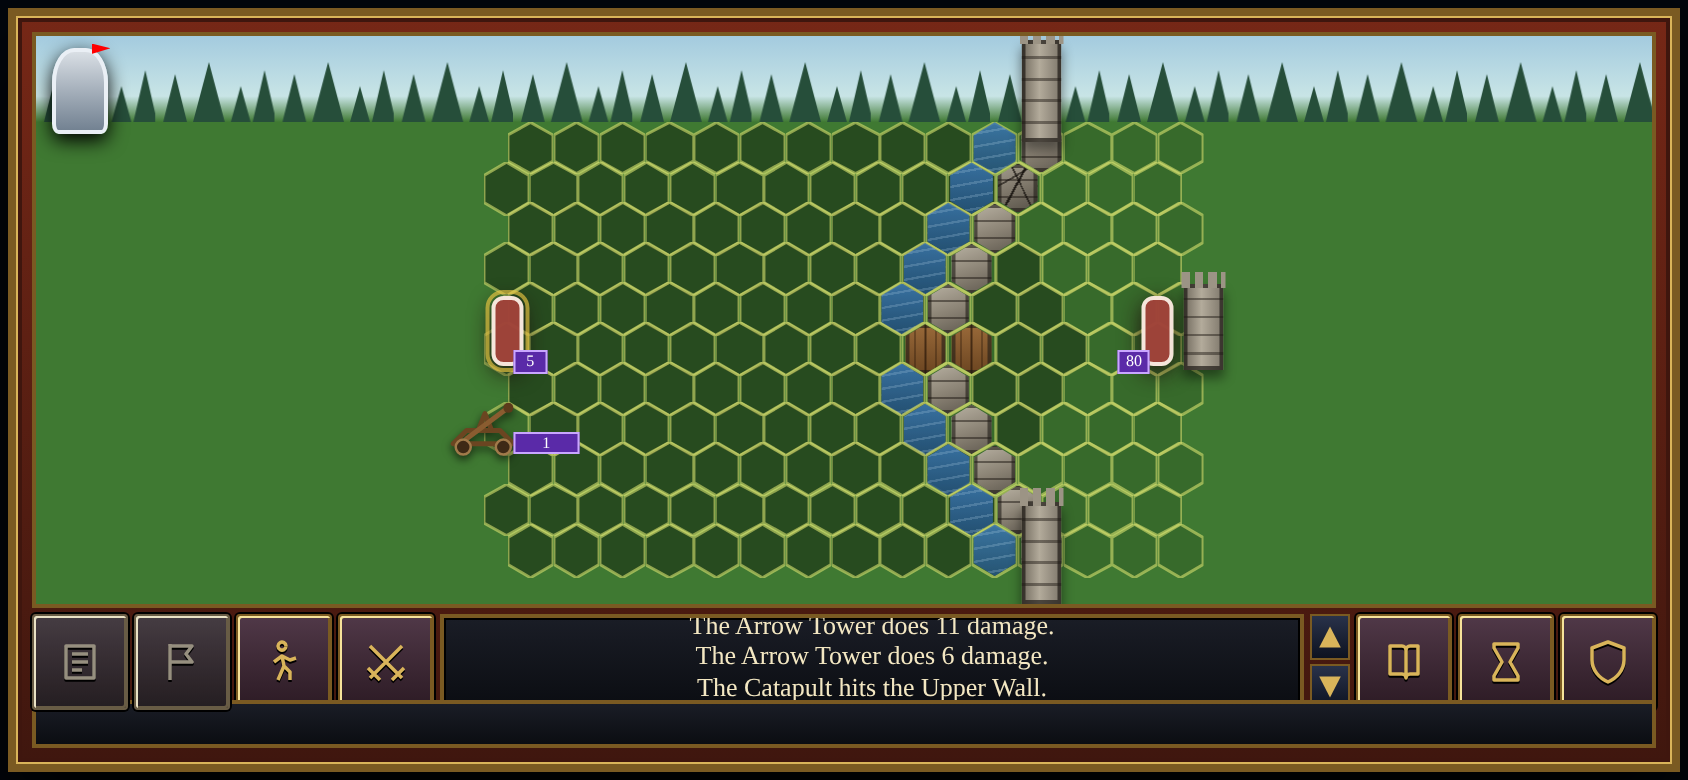 5
80
1
The Arrow Tower does 11 damage.
The Arrow Tower does 6 damage.
The Catapult hits the Upper Wall.